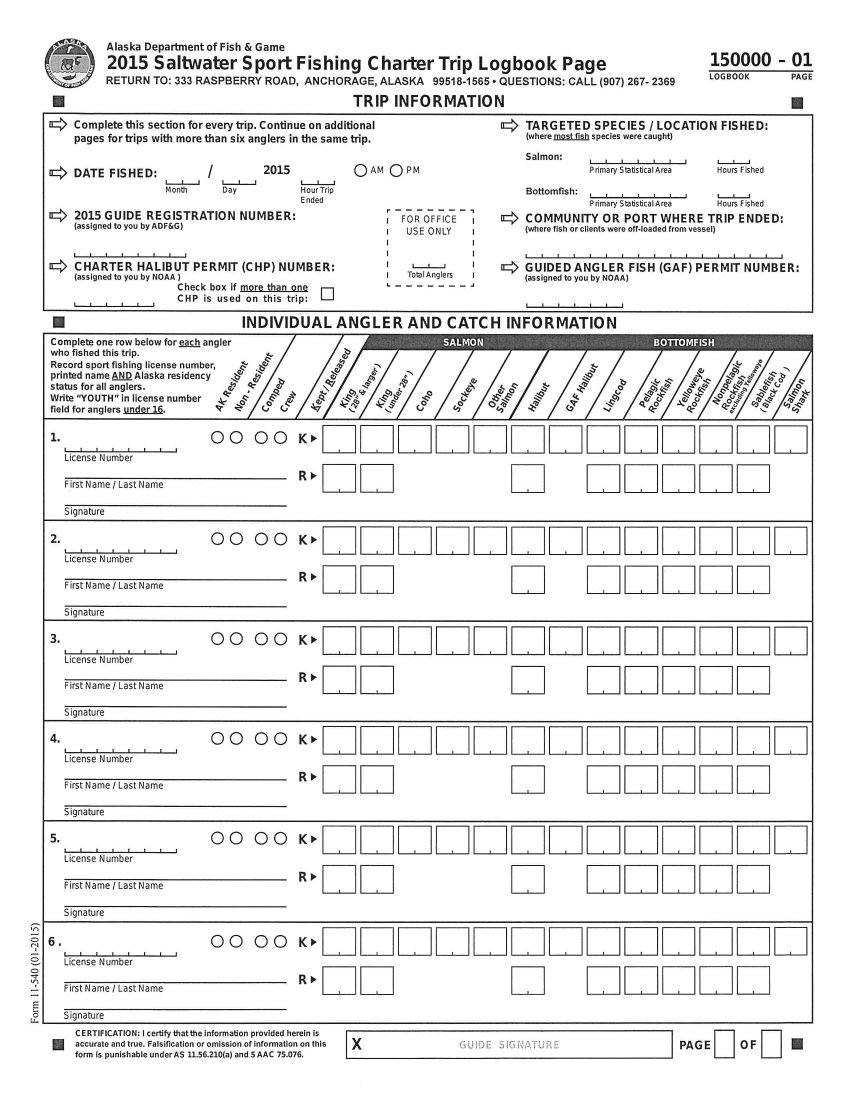 Alaska Department of Fish & Game
2015 Saltwater Sport Fishing Charter Trip Logbook Page
RETURN TO: 333 RASPBERRY ROAD, ANCHORAGE, ALASKA 99518-1565 • QUESTIONS: CALL (907) 267- 2369
150000 - 01
LOGBOOK PAGE
TRIP INFORMATION
Complete this section for every trip. Continue on additional
pages for trips with more than six anglers in the same trip.
DATE FISHED: / 2015 AM PM
Month Day Hour Trip
Ended
2015 GUIDE REGISTRATION NUMBER:
(assigned to you by ADF&G)
CHARTER HALIBUT PERMIT (CHP) NUMBER:
(assigned to you by NOAA )
Check box if more than one
CHP is used on this trip:
FOR OFFICE
USE ONLY
Total Anglers
TARGETED SPECIES / LOCATION FISHED:
(where most fish species were caught)
Salmon:
Primary Statistical Area Hours Fished
Bottomfish:
Primary Statistical Area Hours Fished
COMMUNITY OR PORT WHERE TRIP ENDED:
(where fish or clients were off-loaded from vessel)
GUIDED ANGLER FISH (GAF) PERMIT NUMBER:
(assigned to you by NOAA)
INDIVIDUAL ANGLER AND CATCH INFORMATION
Complete one row below for each angler
who fished this trip.
Record sport fishing license number,
printed name AND Alaska residency
status for all anglers.
Write "YOUTH" in license number
field for anglers under 16.
SALMON BOTTOMFISH
AK Resident
Non - Resident
Comped
Crew
Kept / Released
King
(28" & larger )
King
( under 28" )
Coho
Sockeye
Other
Salmon
Halibut
GAF Halibut
Lingcod
Pelagic
Rockfish
Yelloweye
Rockfish
Nonpelagic
Rockfish
excluding Yelloweye
Sablefish
( Black Cod )
Salmon
Shark
1. K
License Number
R
First Name / Last Name
Signature
2. K
License Number
R
First Name / Last Name
Signature
3. K
License Number
R
First Name / Last Name
Signature
4. K
License Number
R
First Name / Last Name
Signature
5. K
License Number
R
First Name / Last Name
Signature
6 . K
License Number
R
First Name / Last Name
Signature
Form 11-540 (01-2015)
CERTIFICATION: I certify that the information provided herein is
accurate and true. Falsification or omission of information on this
form is punishable under AS 11.56.210(a) and 5 AAC 75.076.
X GUIDE SIGNATURE
PAGE OF